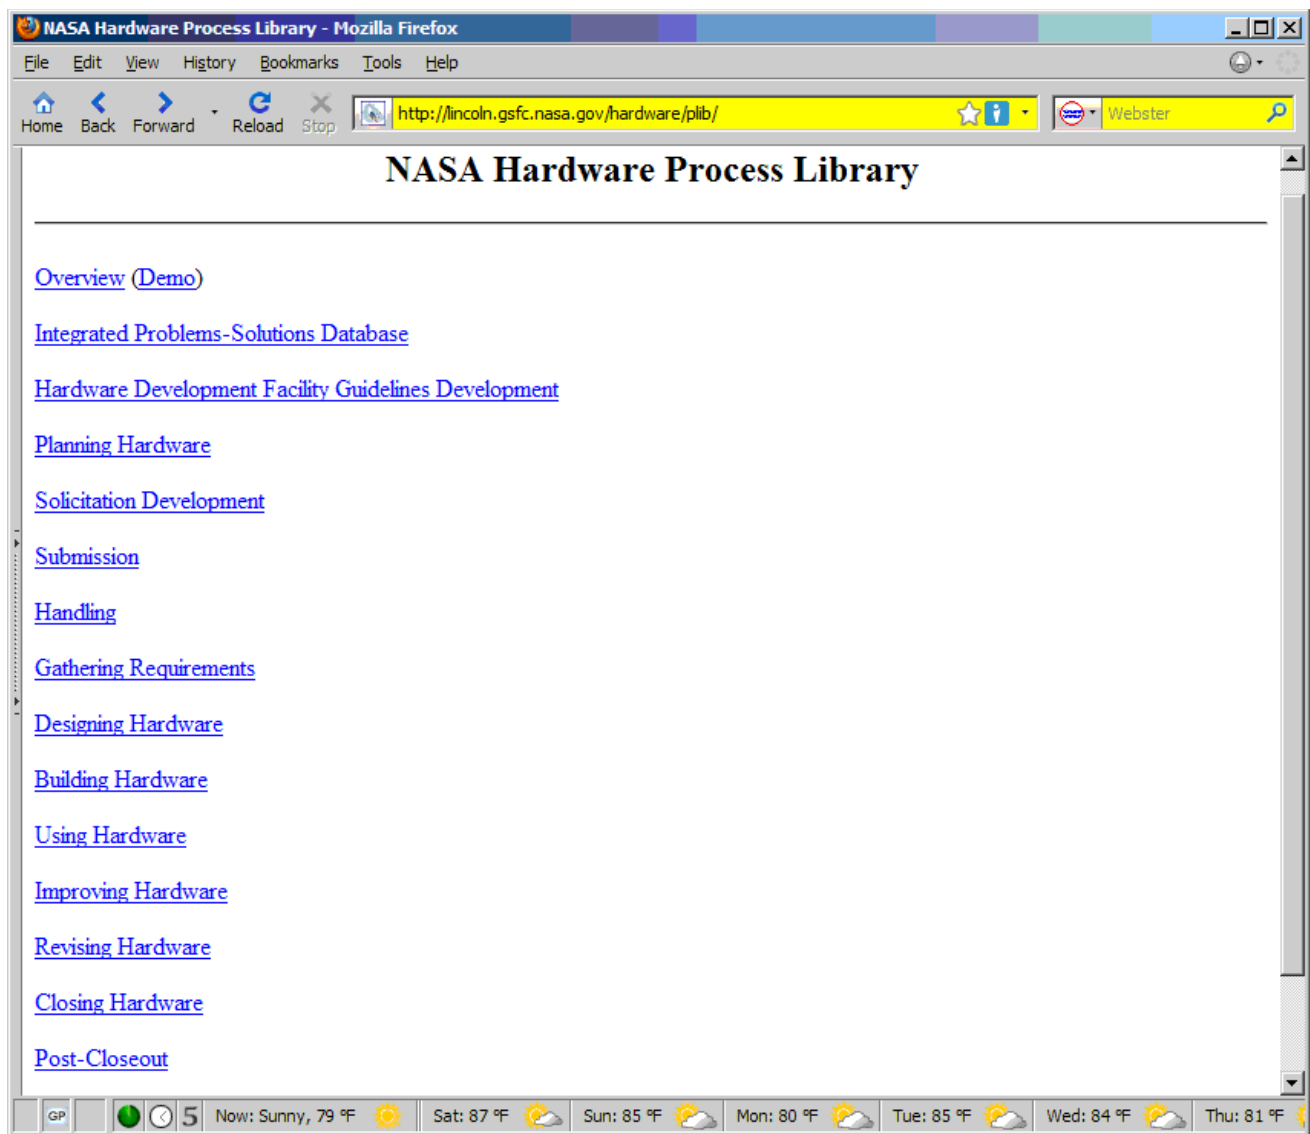 NASA Hardware Process Library - Mozilla Firefox
File Edit View History Bookmarks Tools Help
Home Back Forward Reload Stop http://lincoln.gsfc.nasa.gov/hardware/plib/ Webster
NASA Hardware Process Library
Overview (Demo)
Integrated Problems-Solutions Database
Hardware Development Facility Guidelines Development
Planning Hardware
Solicitation Development
Submission
Handling
Gathering Requirements
Designing Hardware
Building Hardware
Using Hardware
Improving Hardware
Revising Hardware
Closing Hardware
Post-Closeout
GP 5 Now: Sunny, 79 °F Sat: 87 °F Sun: 85 °F Mon: 80 °F Tue: 85 °F Wed: 84 °F Thu: 81 °F